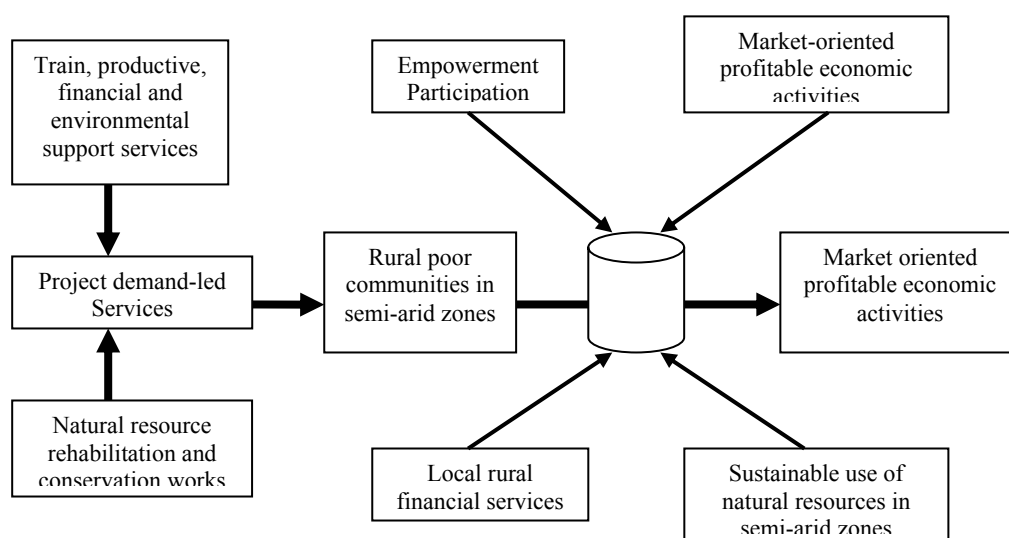 Train, productive,
financial and
environmental
support services
Empowerment
Participation
Market-oriented
profitable economic
activities
Project demand-led
Services
Rural poor
communities in
semi-arid zones
Market oriented
profitable economic
activities
Natural resource
rehabilitation and
conservation works
Local rural
financial services
Sustainable use of
natural resources in
semi-arid zones